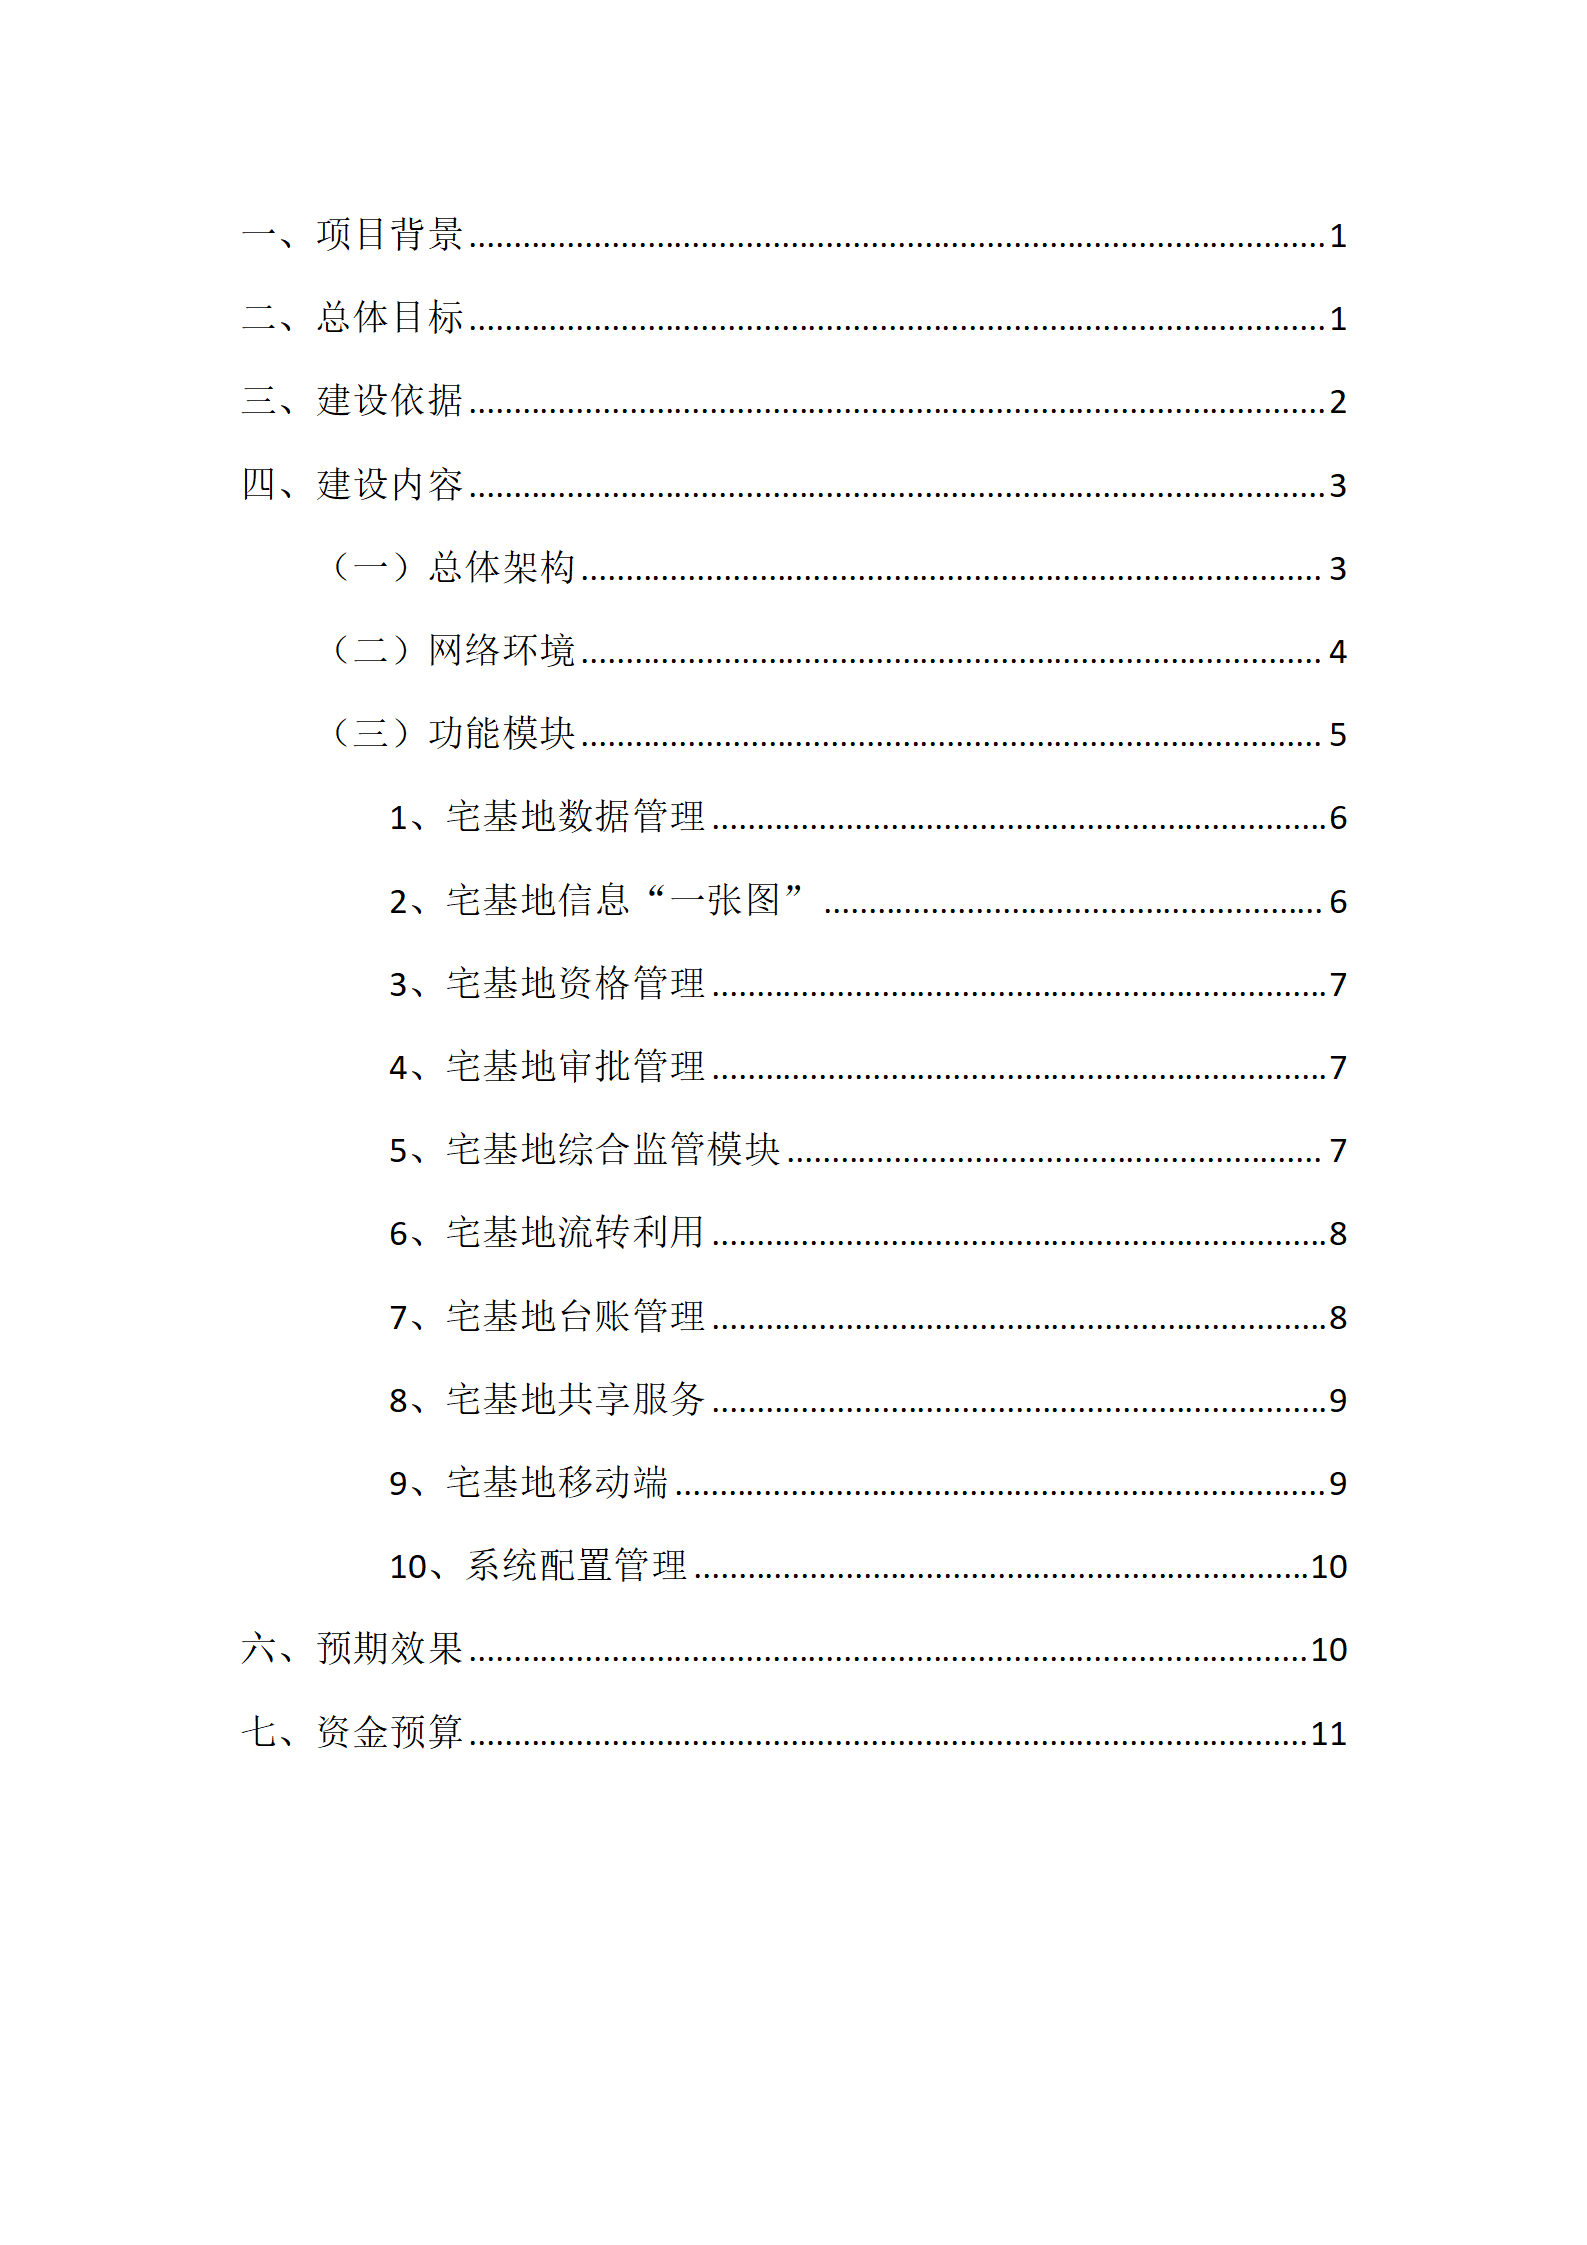 一、项目背景........................................1
二、总体目标........................................1
三、建设依据........................................2
四、建设内容........................................3
（一）总体架构........................................3
（二）网络环境........................................4
（三）功能模块........................................5
1、宅基地数据管理........................................6
2、宅基地信息“一张图”........................................6
3、宅基地资格管理........................................7
4、宅基地审批管理........................................7
5、宅基地综合监管模块........................................7
6、宅基地流转利用........................................8
7、宅基地台账管理........................................8
8、宅基地共享服务........................................9
9、宅基地移动端........................................9
10、系统配置管理........................................10
六、预期效果........................................10
七、资金预算........................................11